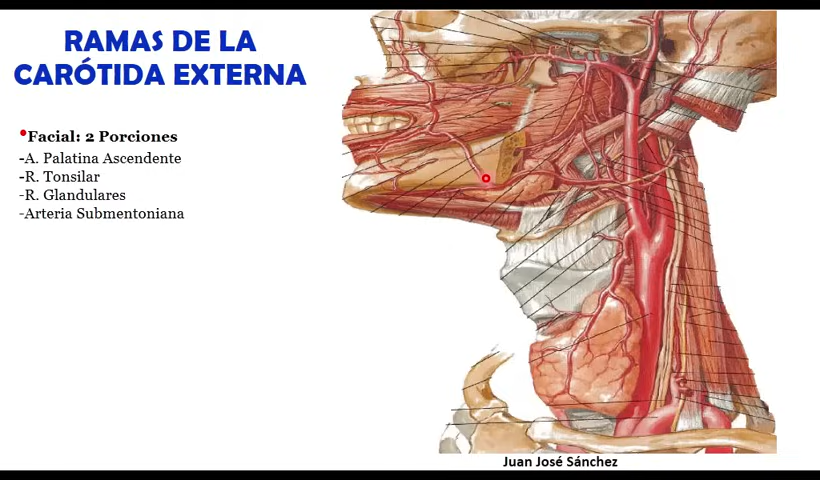 RAMAS DE LA
CARÓTIDA EXTERNA
•Facial: 2 Porciones
-A. Palatina Ascendente
-R. Tonsilar
-R. Glandulares
-Arteria Submentoniana
Juan José Sánchez